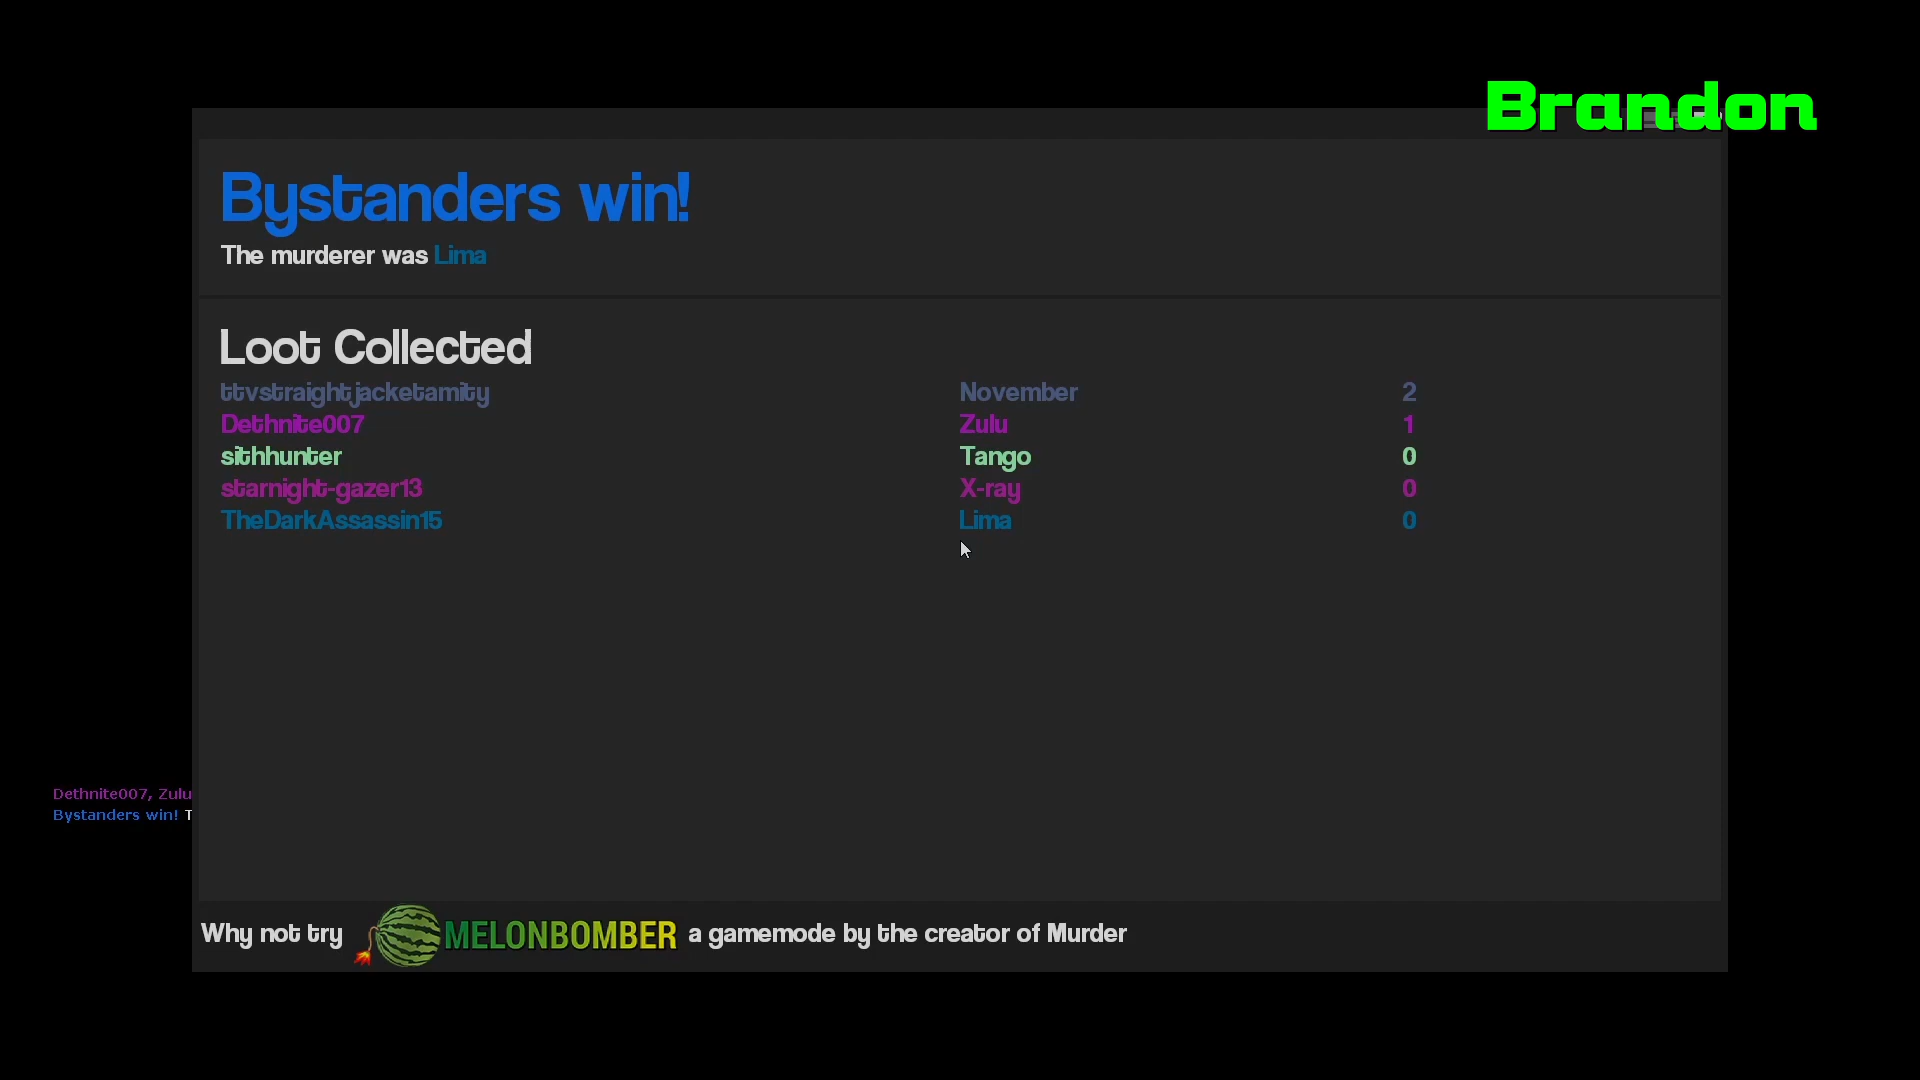 Brandon
Bystanders win!
The murderer was Lima
Loot Collected
ttvstraightjacketamity November 2
Dethnite007 Zulu 1
sithhunter Tango 0
starnight-gazer13 X-ray 0
TheDarkAssassin15 Lima 0
Dethnite007, Zulu
Bystanders win! T
Why not try MELONBOMBER a gamemode by the creator of Murder